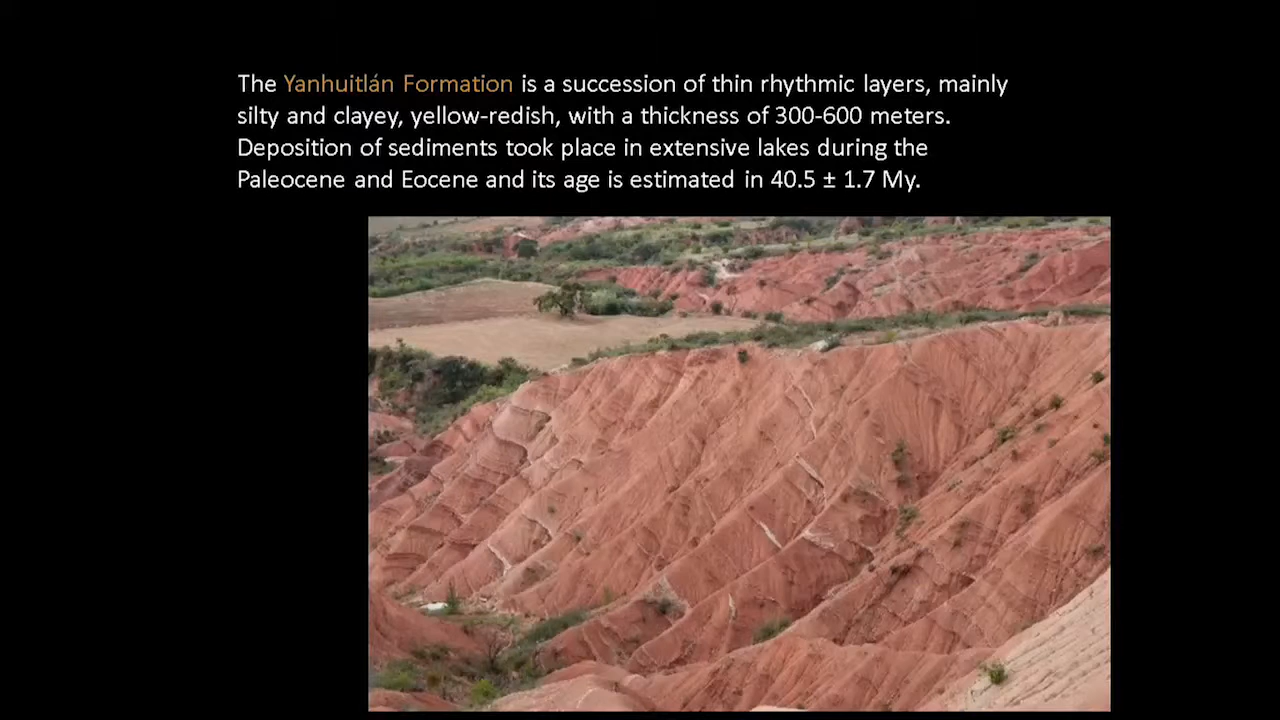 The Yanhuitlán Formation is a succession of thin rhythmic layers, mainly
silty and clayey, yellow-redish, with a thickness of 300-600 meters.
Deposition of sediments took place in extensive lakes during the
Paleocene and Eocene and its age is estimated in 40.5 ± 1.7 My.